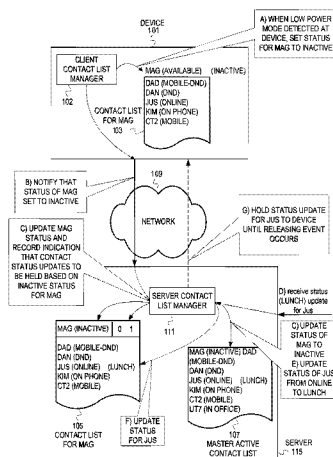 DEVICE
101
A) WHEN LOW POWER
MODE DETECTED AT
DEVICE, SET STATUS
FOR MAG TO INACTIVE
CLIENT
CONTACT LIST
MANAGER
102
MAG (AVAILABLE) (INACTIVE)
DAD (MOBILE-DND)
DAN (DND)
JUS (ONLINE)
KIM (ON PHONE)
CT2 (MOBILE)
CONTACT LIST
FOR MAG
103
B) NOTIFY THAT
STATUS OF MAG
SET TO INACTIVE
109
NETWORK
G) HOLD STATUS UPDATE
FOR JUS TO DEVICE
UNTIL RELEASING EVENT
OCCURS
C) UPDATE MAG
STATUS AND
RECORD INDICATION
THAT CONTACT
STATUS UPDATES TO
BE HELD BASED ON
INACTIVE STATUS
FOR MAG
SERVER CONTACT
LIST MANAGER
111
D) receive status
(LUNCH) update
for Jus
MAG (INACTIVE) 0 1
DAD (MOBILE-DND)
DAN (DND)
JUS (ONLINE) (LUNCH)
KIM (ON PHONE)
CT2 (MOBILE)
105
CONTACT LIST
FOR MAG
F) UPDATE
STATUS
FOR JUS
MAG (INACTIVE) DAD
(MOBILE-DND)
DAN (DND)
JUS (ONLINE) (LUNCH)
KIM (ON PHONE)
CT2 (MOBILE)
UT7 (IN OFFICE)
107
MASTER ACTIVE
CONTACT LIST
C) UPDATE
STATUS OF MAG
TO INACTIVE
E) UPDATE
STATUS OF JUS
FROM ONLINE
TO LUNCH
SERVER
115